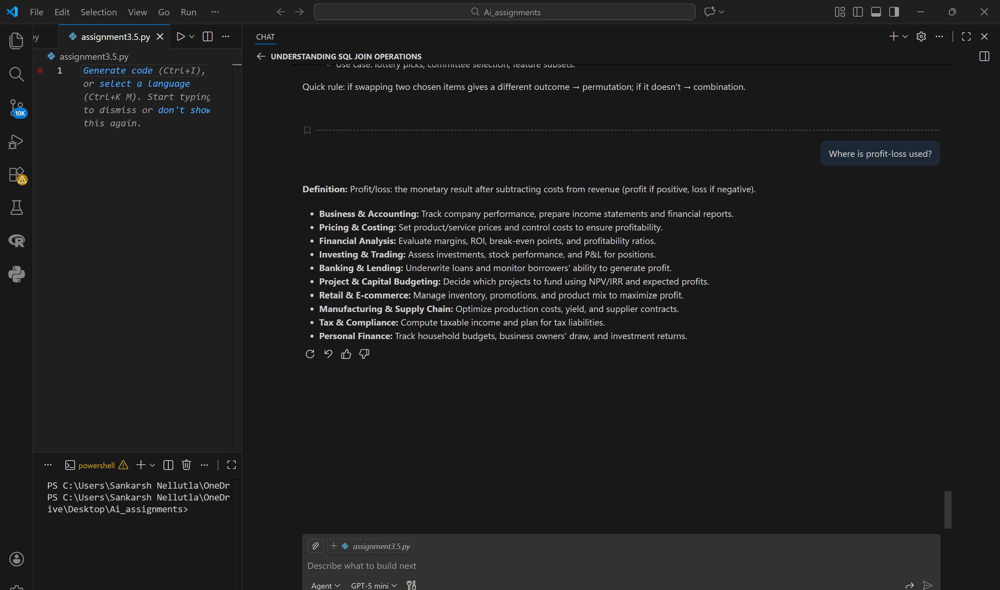 File Edit Selection View Go Run ···
Ai_assignments
py
assignment3.5.py
assignment3.5.py
1
Generate code (Ctrl+I),
or select a language
(Ctrl+K M). Start typing
to dismiss or don't show
this again.
10K
CHAT
UNDERSTANDING SQL JOIN OPERATIONS
Use case: lottery picks, committee selection, feature subsets.
Quick rule: if swapping two chosen items gives a different outcome → permutation; if it doesn't → combination.
Where is profit-loss used?
Definition: Profit/loss: the monetary result after subtracting costs from revenue (profit if positive, loss if negative).
• Business & Accounting: Track company performance, prepare income statements and financial reports.
• Pricing & Costing: Set product/service prices and control costs to ensure profitability.
• Financial Analysis: Evaluate margins, ROI, break-even points, and profitability ratios.
• Investing & Trading: Assess investments, stock performance, and P&L for positions.
• Banking & Lending: Underwrite loans and monitor borrowers’ ability to generate profit.
• Project & Capital Budgeting: Decide which projects to fund using NPV/IRR and expected profits.
• Retail & E-commerce: Manage inventory, promotions, and product mix to maximize profit.
• Manufacturing & Supply Chain: Optimize production costs, yield, and supplier contracts.
• Tax & Compliance: Compute taxable income and plan for tax liabilities.
• Personal Finance: Track household budgets, business owners’ draw, and investment returns.
powershell
PS C:\Users\Sankarsh Nellutla\OneDr
PS C:\Users\Sankarsh Nellutla\OneDr
ive\Desktop\Ai_assignments>
assignment3.5.py
Describe what to build next
Agent GPT-5 mini